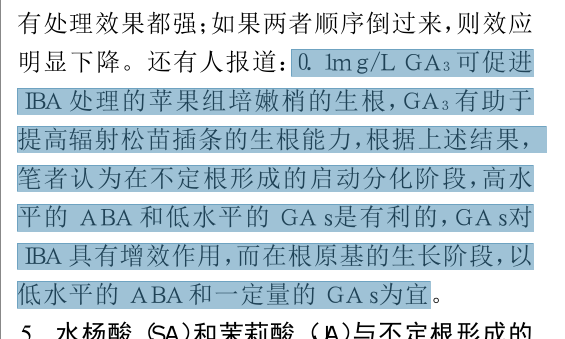 有处理效果都强;如果两者顺序倒过来,则效应
明显下降。还有人报道:0.1mg/L GA₃可促进
IBA处理的苹果组培嫩梢的生根,GA₃有助于
提高辐射松苗插条的生根能力,根据上述结果,
笔者认为在不定根形成的启动分化阶段,高水
平的 ABA 和低水平的 GA s是有利的,GA s对
IBA 具有增效作用,而在根原基的生长阶段,以
低水平的 ABA 和一定量的 GA s为宜。
5 水杨酸 (SA)和茉莉酸 (JA)与不定根形成的